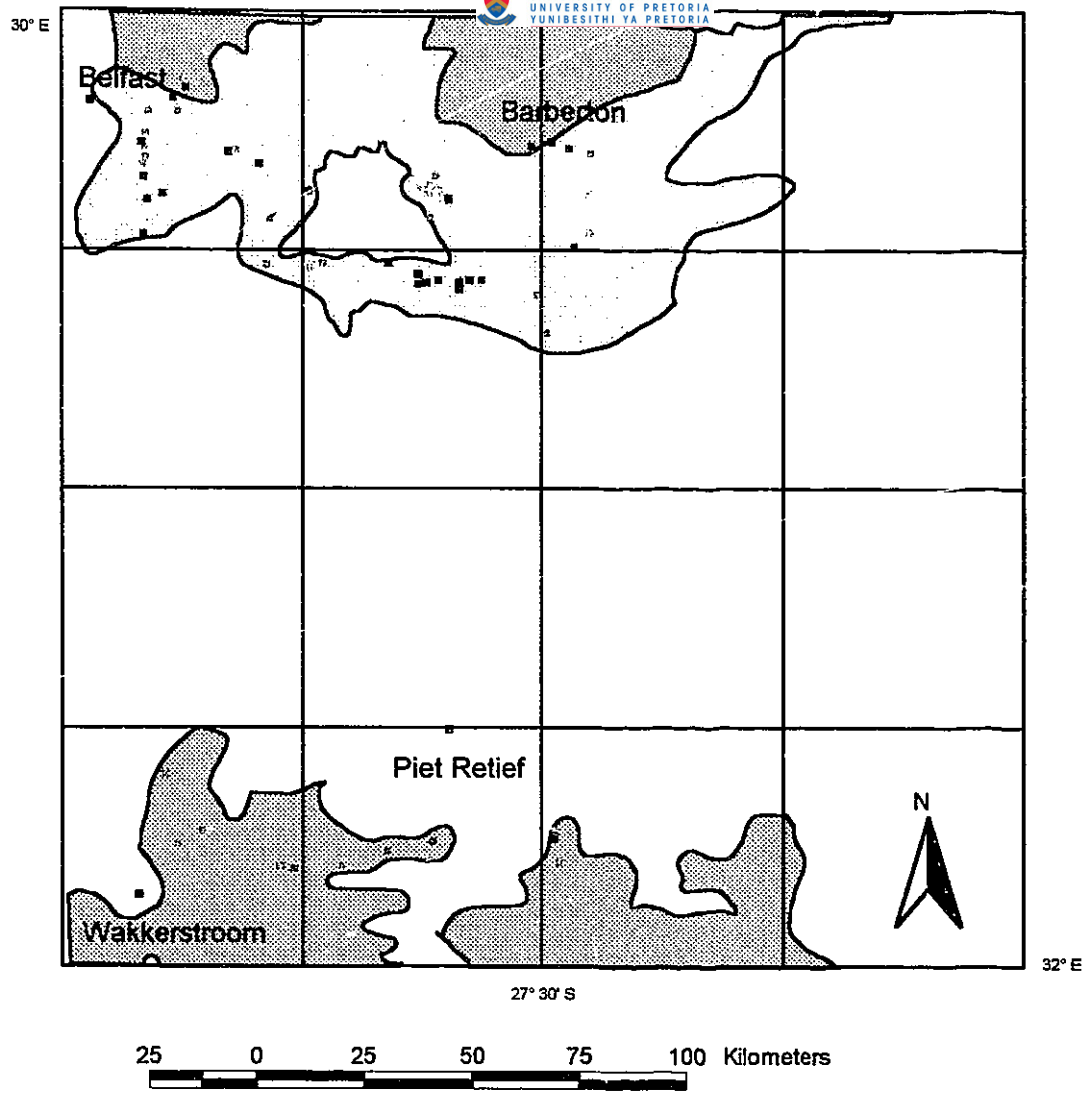 UNIVERSITY OF PRETORIA
YUNIBESITHI YA PRETORIA
30° E
Belfast
Barberton
Piet Retief
N
Wakkerstroom
32° E
27° 30' S
25 0 25 50 75 100 Kilometers